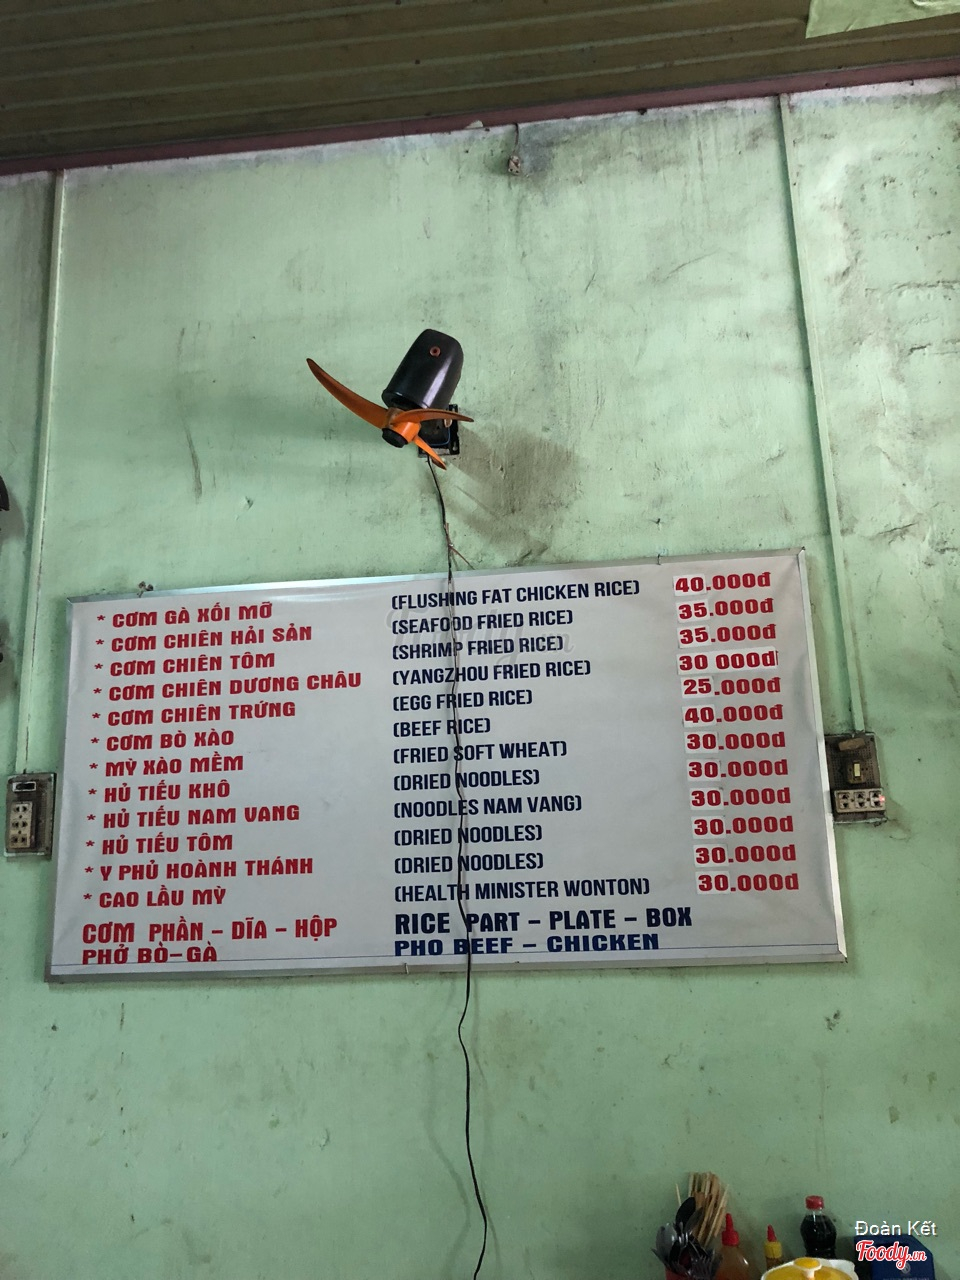 * CƠM GÀ XỐI MỠ (FLUSHING FAT CHICKEN RICE) 40.000đ
* CƠM CHIÊN HẢI SẢN (SEAFOOD FRIED RICE) 35.000đ
* CƠM CHIÊN TÔM (SHRIMP FRIED RICE) 35.000đ
* CƠM CHIÊN DƯƠNG CHÂU (YANGZHOU FRIED RICE) 30 000đ
* CƠM CHIÊN TRỨNG (EGG FRIED RICE) 25.000đ
* CƠM BÒ XÀO (BEEF RICE) 40.000đ
* MỲ XÀO MỀM (FRIED SOFT WHEAT) 30.000đ
* HỦ TIẾU KHÔ (DRIED NOODLES) 30.000đ
* HỦ TIẾU NAM VANG (NOODLES NAM VANG) 30.000đ
* HỦ TIẾU TÔM (DRIED NOODLES) 30.000đ
* Y PHỦ HOÀNH THÁNH (DRIED NOODLES) 30.000đ
* CAO LẦU MỲ (HEALTH MINISTER WONTON) 30.000đ
CƠM PHẦN – DĨA – HỘP RICE PART – PLATE – BOX
PHỞ BÒ–GÀ PHO BEEF – CHICKEN
Foody.vn
Đoàn Kết
Foody.vn